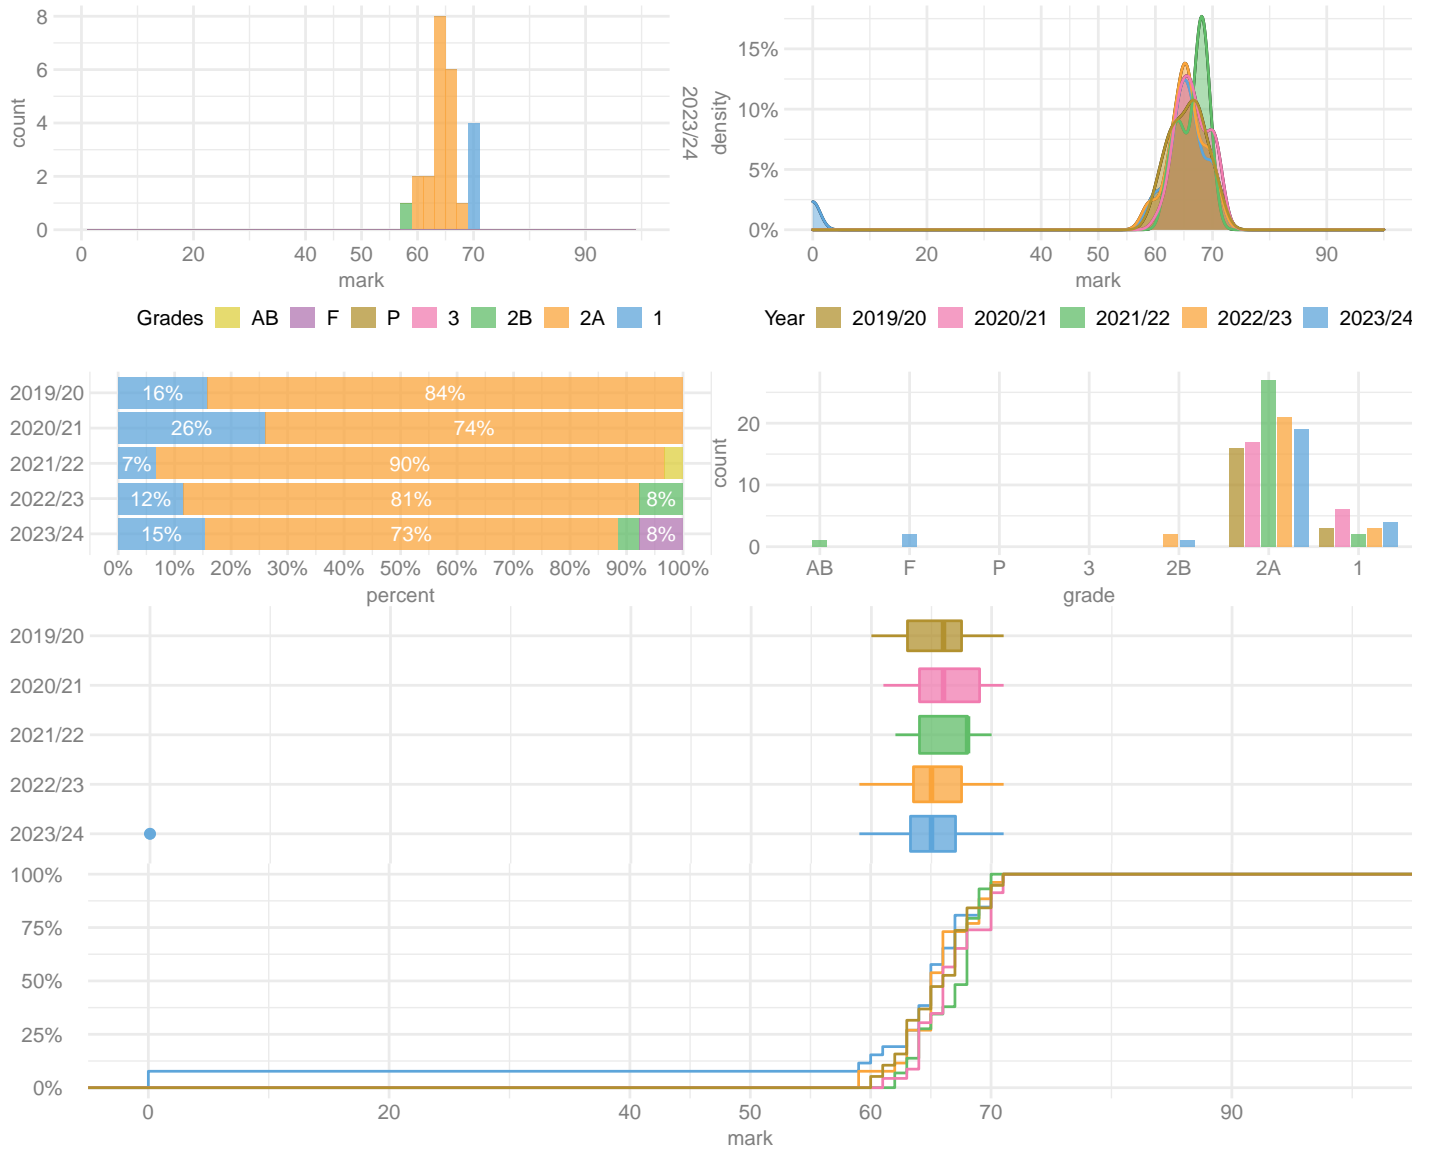 8
6
4
2
0
count
0
20
40
50
60
70
90
mark
2023/24
15%
10%
5%
0%
density
0
20
40
50
60
70
90
mark
Grades AB F P 3 2B 2A 1
Year 2019/20 2020/21 2021/22 2022/23 2023/24
2019/20 16% 84%
2020/21 26% 74%
2021/22 7% 90%
2022/23 12% 81% 8%
2023/24 15% 73% 8%
0% 10% 20% 30% 40% 50% 60% 70% 80% 90% 100%
percent
20
10
0
count
AB F P 3 2B 2A 1
grade
2019/20
2020/21
2021/22
2022/23
2023/24
100%
75%
50%
25%
0%
0 20 40 60 70 90
mark